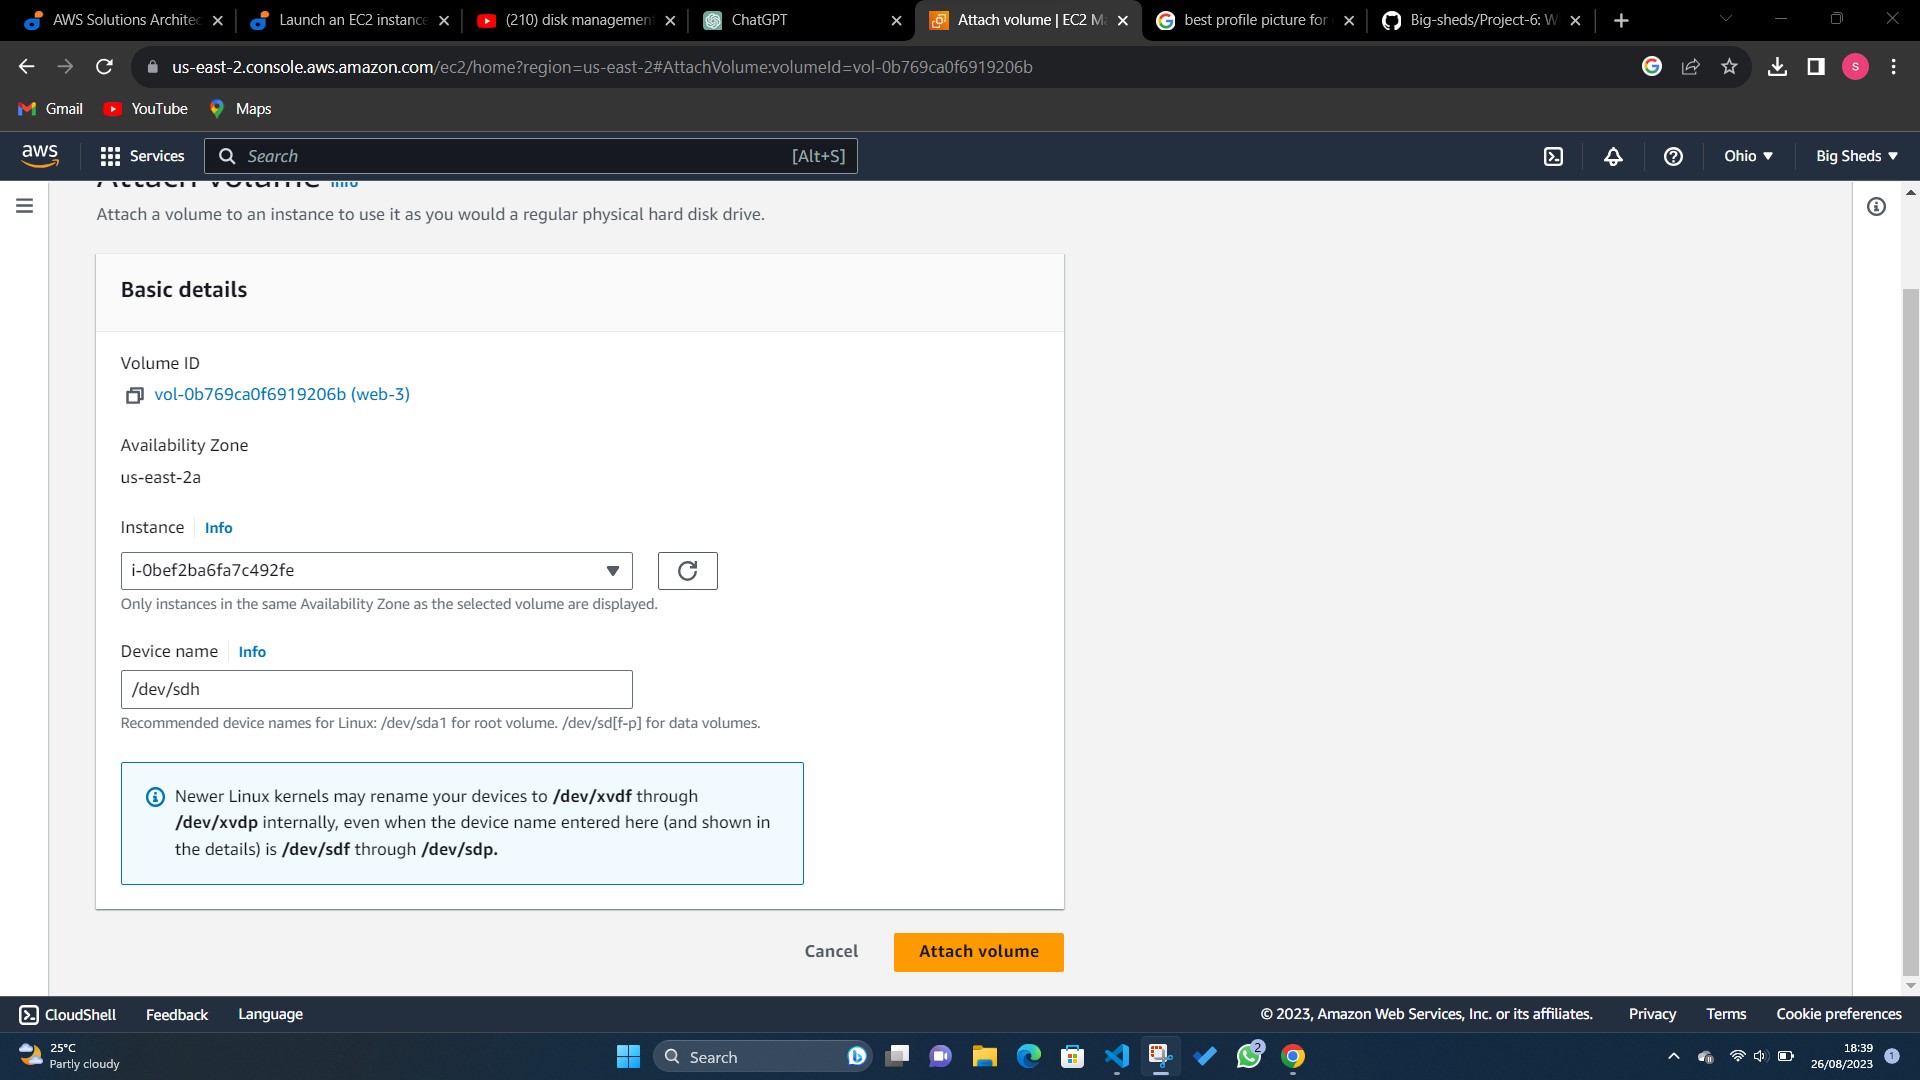 AWS Solutions Architec
Launch an EC2 instance
(210) disk management
ChatGPT
Attach volume | EC2 M
best profile picture for
Big-sheds/Project-6: W
us-east-2.console.aws.amazon.com/ec2/home?region=us-east-2#AttachVolume:volumeId=vol-0b769ca0f6919206b
S
Gmail
YouTube
Maps
aws
Services
Search
[Alt+S]
Ohio
Big Sheds
Attach volume Info
Attach a volume to an instance to use it as you would a regular physical hard disk drive.
Basic details
Volume ID
vol-0b769ca0f6919206b (web-3)
Availability Zone
us-east-2a
Instance Info
i-0bef2ba6fa7c492fe
Only instances in the same Availability Zone as the selected volume are displayed.
Device name Info
/dev/sdh
Recommended device names for Linux: /dev/sda1 for root volume. /dev/sd[f-p] for data volumes.
Newer Linux kernels may rename your devices to /dev/xvdf through
/dev/xvdp internally, even when the device name entered here (and shown in
the details) is /dev/sdf through /dev/sdp.
Cancel
Attach volume
CloudShell
Feedback
Language
© 2023, Amazon Web Services, Inc. or its affiliates.
Privacy
Terms
Cookie preferences
25°C
Partly cloudy
Search
2
18:39
26/08/2023
1